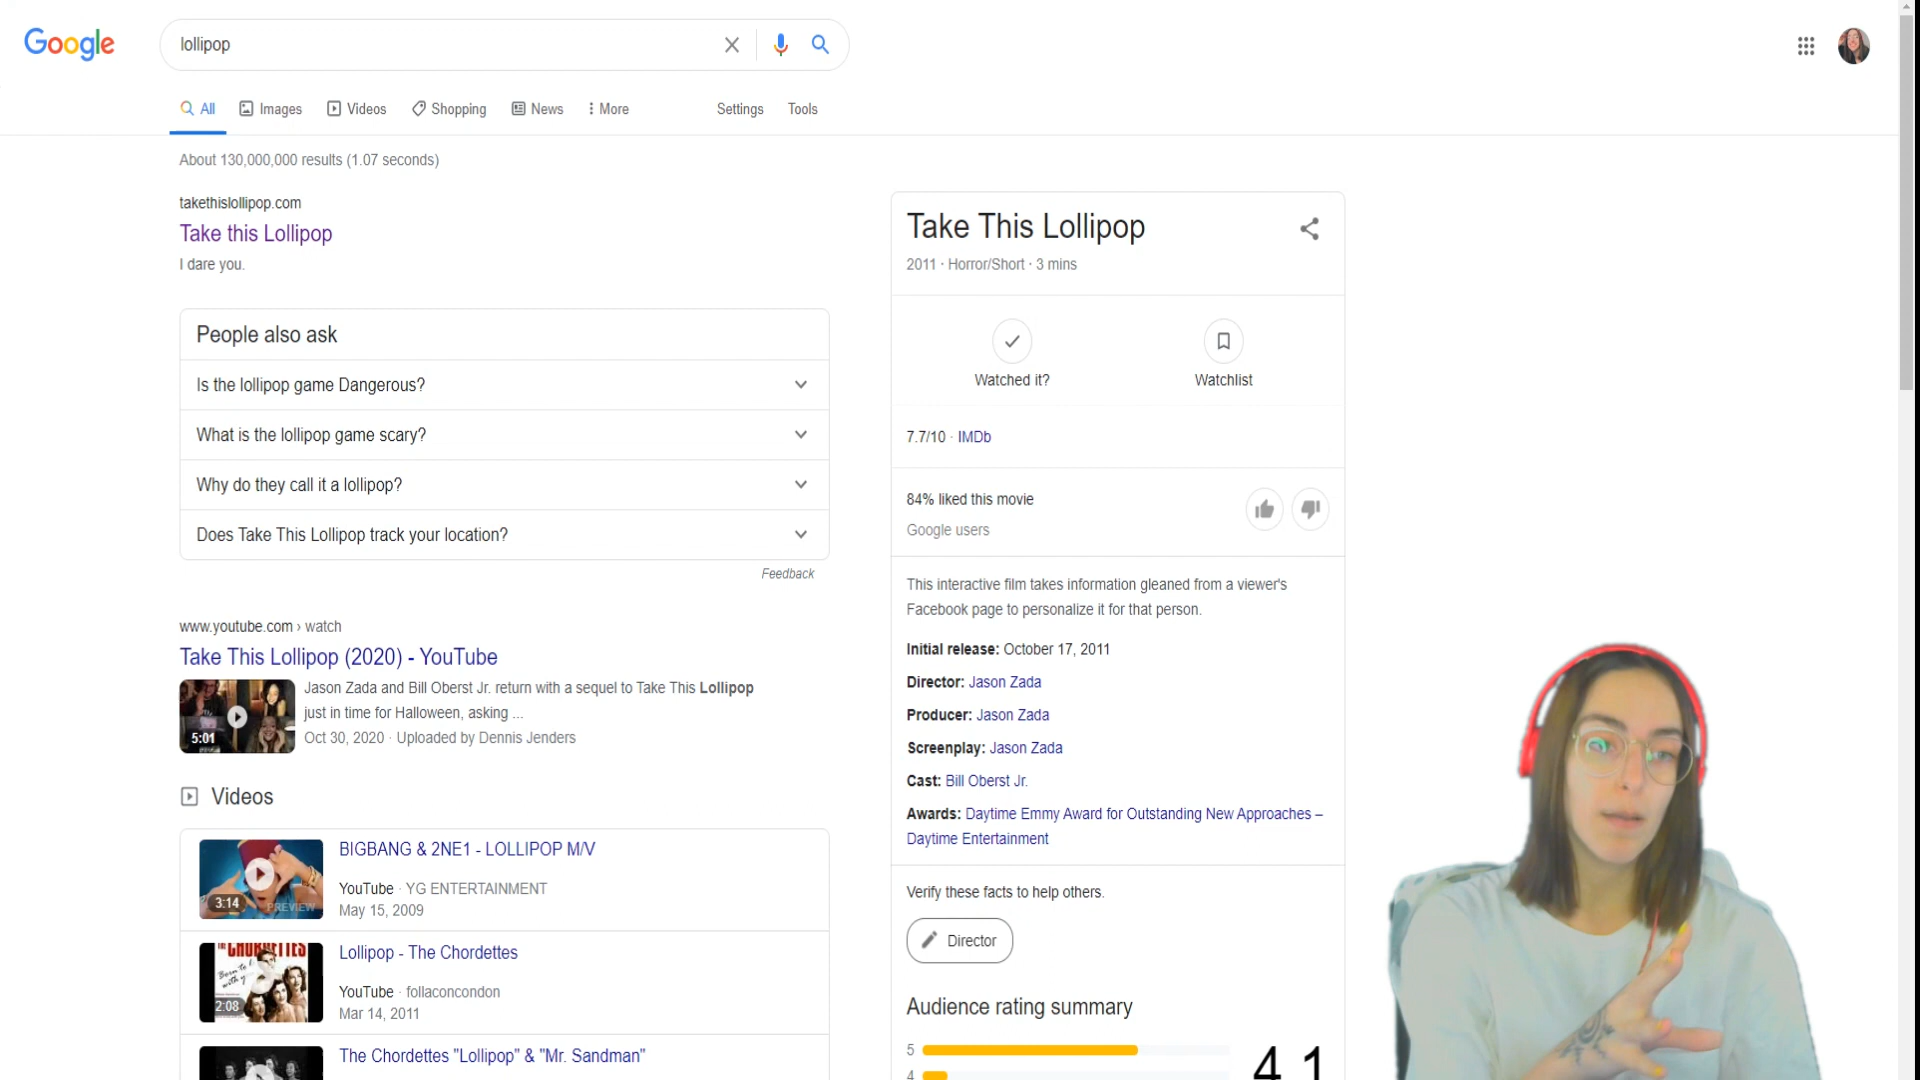 Google
lollipop
All
Images
Videos
Shopping
News
More
Settings
Tools
About 130,000,000 results (1.07 seconds)
takethislollipop.com
Take this Lollipop
I dare you.
People also ask
Is the lollipop game Dangerous?
What is the lollipop game scary?
Why do they call it a lollipop?
Does Take This Lollipop track your location?
Feedback
www.youtube.com › watch
Take This Lollipop (2020) - YouTube
5:01
Jason Zada and Bill Oberst Jr. return with a sequel to Take This Lollipop
just in time for Halloween, asking ...
Oct 30, 2020 · Uploaded by Dennis Jenders
Videos
3:14
PREVIEW
BIGBANG & 2NE1 - LOLLIPOP M/V
YouTube · YG ENTERTAINMENT
May 15, 2009
2:08
Lollipop - The Chordettes
YouTube · follaconcondon
Mar 14, 2011
The Chordettes "Lollipop" & "Mr. Sandman"
Take This Lollipop
2011 · Horror/Short · 3 mins
Watched it?
Watchlist
7.7/10 · IMDb
84% liked this movie
Google users
This interactive film takes information gleaned from a viewer's
Facebook page to personalize it for that person.
Initial release: October 17, 2011
Director: Jason Zada
Producer: Jason Zada
Screenplay: Jason Zada
Cast: Bill Oberst Jr.
Awards: Daytime Emmy Award for Outstanding New Approaches –
Daytime Entertainment
Verify these facts to help others.
Director
Audience rating summary
5
4
4.1